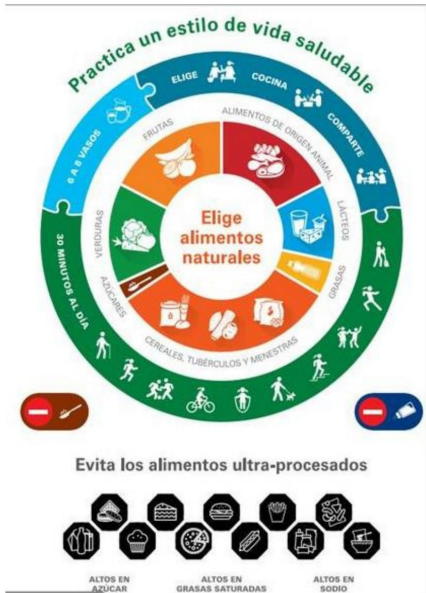 Practica un estilo de vida saludable
ELIGE
COCINA
COMPARTE
6 A 8 VASOS
30 MINUTOS AL DÍA
FRUTAS
ALIMENTOS DE ORIGEN ANIMAL
VERDURAS
LÁCTEOS
AZÚCARES
GRASAS
CEREALES, TUBÉRCULOS Y MENESTRAS
Elige
alimentos
naturales
Evita los alimentos ultra-procesados
ALTOS EN
AZÚCAR
ALTOS EN
GRASAS SATURADAS
ALTOS EN
SODIO